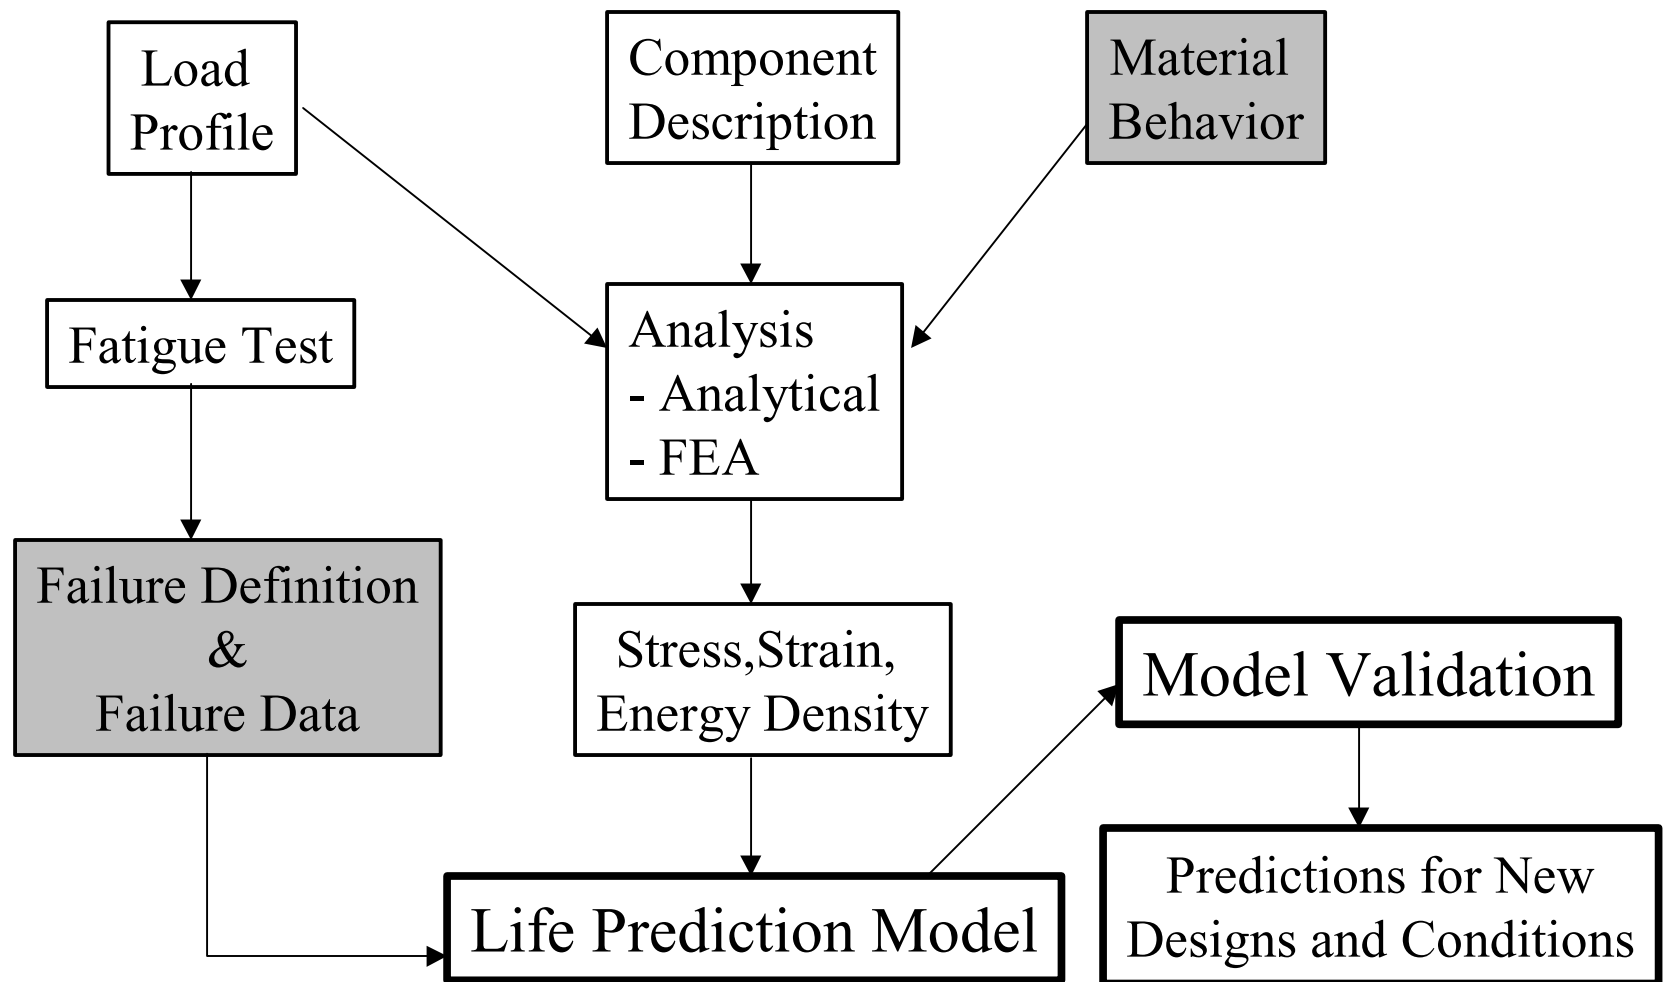 Load
Profile
Component
Description
Material
Behavior
Fatigue Test
Analysis
- Analytical
- FEA
Failure Definition
&
Failure Data
Stress,Strain,
Energy Density
Model Validation
Life Prediction Model
Predictions for New
Designs and Conditions